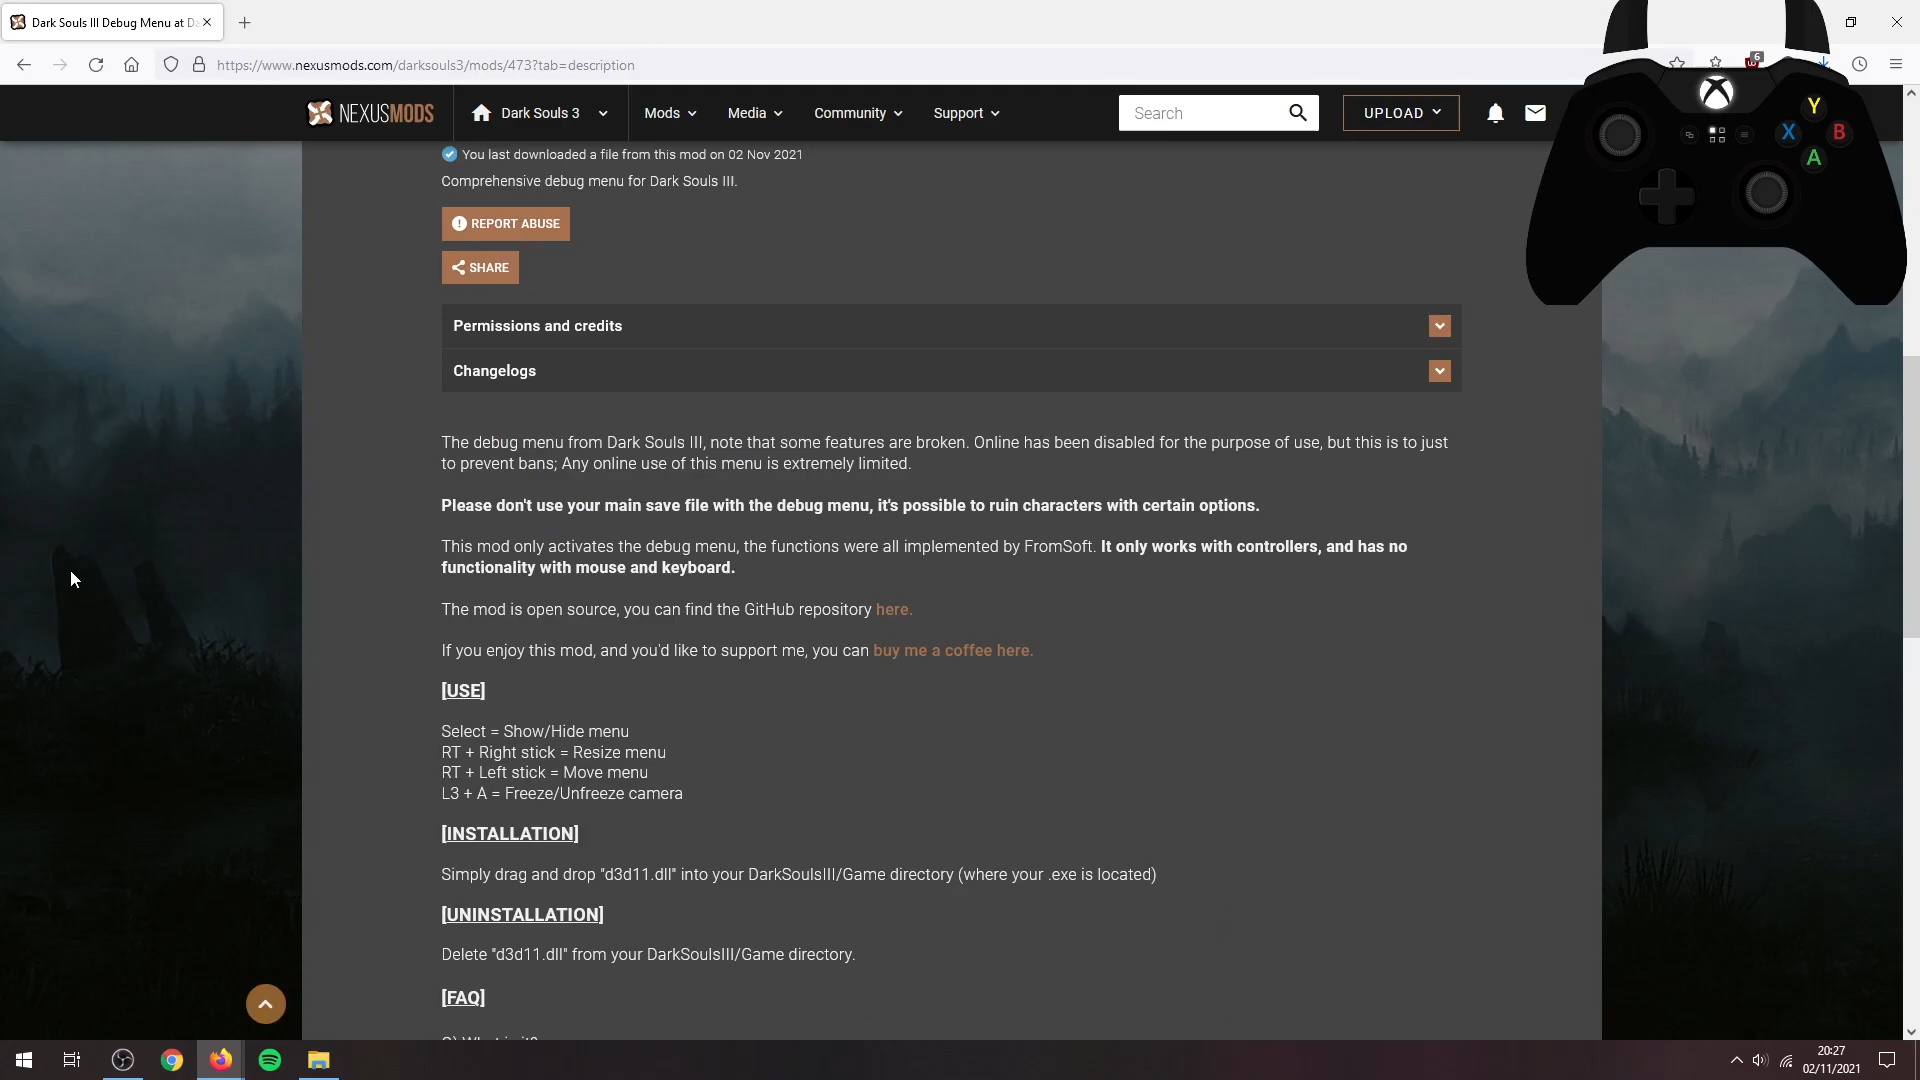 Dark Souls III Debug Menu at Da
https://www.nexusmods.com/darksouls3/mods/473?tab=description
6
NEXUSMODS
Dark Souls 3
Mods
Media
Community
Support
Search
UPLOAD
Y
X
B
A
You last downloaded a file from this mod on 02 Nov 2021
Comprehensive debug menu for Dark Souls III.
REPORT ABUSE
SHARE
Permissions and credits
Changelogs
The debug menu from Dark Souls III, note that some features are broken. Online has been disabled for the purpose of use, but this is to just
to prevent bans; Any online use of this menu is extremely limited.
Please don't use your main save file with the debug menu, it's possible to ruin characters with certain options.
This mod only activates the debug menu, the functions were all implemented by FromSoft. It only works with controllers, and has no
functionality with mouse and keyboard.
The mod is open source, you can find the GitHub repository here.
If you enjoy this mod, and you'd like to support me, you can buy me a coffee here.
[USE]
Select = Show/Hide menu
RT + Right stick = Resize menu
RT + Left stick = Move menu
L3 + A = Freeze/Unfreeze camera
[INSTALLATION]
Simply drag and drop "d3d11.dll" into your DarkSoulsIII/Game directory (where your .exe is located)
[UNINSTALLATION]
Delete "d3d11.dll" from your DarkSoulsIII/Game directory.
[FAQ]
20:27
02/11/2021